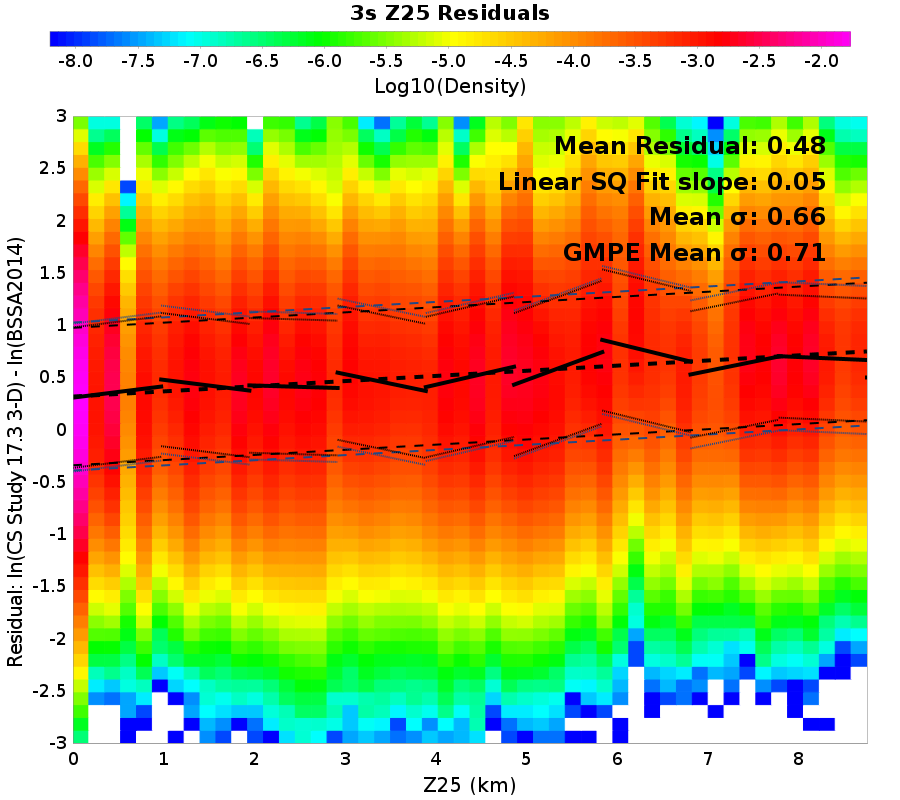 3s Z25 Residuals
-8.0 -7.5 -7.0 -6.5 -6.0 -5.5 -5.0 -4.5 -4.0 -3.5 -3.0 -2.5 -2.0
Log10(Density)
Mean Residual: 0.48
Linear SQ Fit slope: 0.05
Mean σ: 0.66
GMPE Mean σ: 0.71
Residual: ln(CS Study 17.3 3-D) - ln(BSSA2014)
3
2.5
2
1.5
1
0.5
0
-0.5
-1
-1.5
-2
-2.5
-3
0 1 2 3 4 5 6 7 8
Z25 (km)